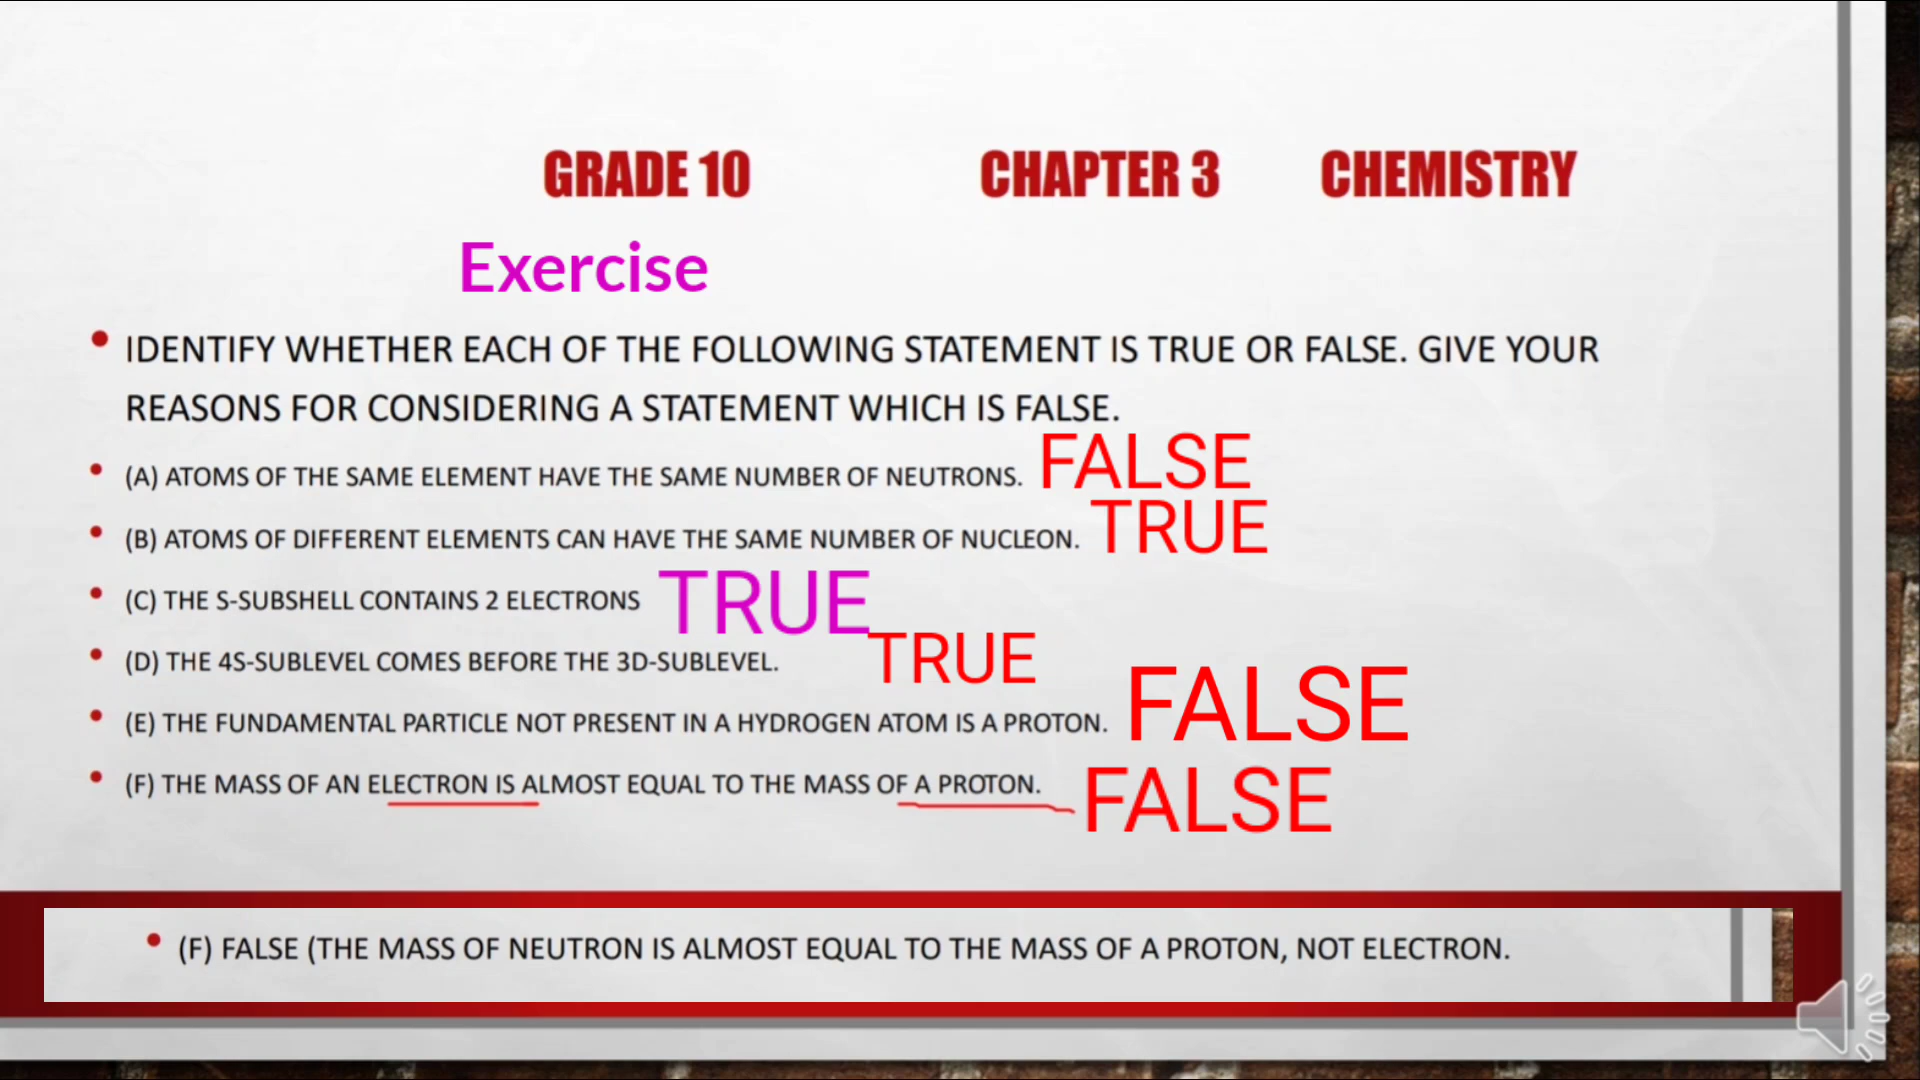 GRADE 10 CHAPTER 3 CHEMISTRY
Exercise
• IDENTIFY WHETHER EACH OF THE FOLLOWING STATEMENT IS TRUE OR FALSE. GIVE YOUR
REASONS FOR CONSIDERING A STATEMENT WHICH IS FALSE.
• (A) ATOMS OF THE SAME ELEMENT HAVE THE SAME NUMBER OF NEUTRONS. FALSE
• (B) ATOMS OF DIFFERENT ELEMENTS CAN HAVE THE SAME NUMBER OF NUCLEON. TRUE
• (C) THE S-SUBSHELL CONTAINS 2 ELECTRONS TRUE
• (D) THE 4S-SUBLEVEL COMES BEFORE THE 3D-SUBLEVEL. TRUE
• (E) THE FUNDAMENTAL PARTICLE NOT PRESENT IN A HYDROGEN ATOM IS A PROTON. FALSE
• (F) THE MASS OF AN ELECTRON IS ALMOST EQUAL TO THE MASS OF A PROTON. FALSE
• (F) FALSE (THE MASS OF NEUTRON IS ALMOST EQUAL TO THE MASS OF A PROTON, NOT ELECTRON.